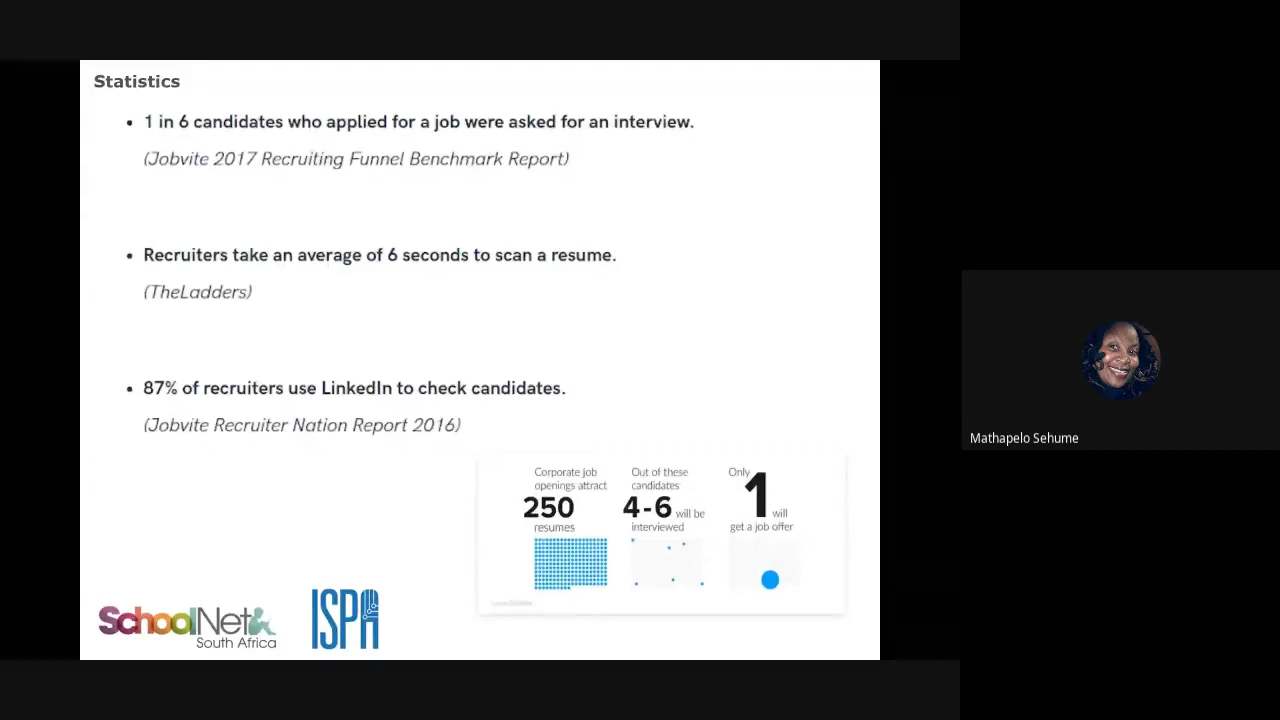 Statistics
• 1 in 6 candidates who applied for a job were asked for an interview.
(Jobvite 2017 Recruiting Funnel Benchmark Report)
• Recruiters take an average of 6 seconds to scan a resume.
(TheLadders)
• 87% of recruiters use LinkedIn to check candidates.
(Jobvite Recruiter Nation Report 2016)
Corporate job
openings attract
250
resumes
Out of these
candidates
4-6 will be
interviewed
Only
1 will
get a job offer
SchoolNet
South Africa
ISPA
Mathapelo Sehume